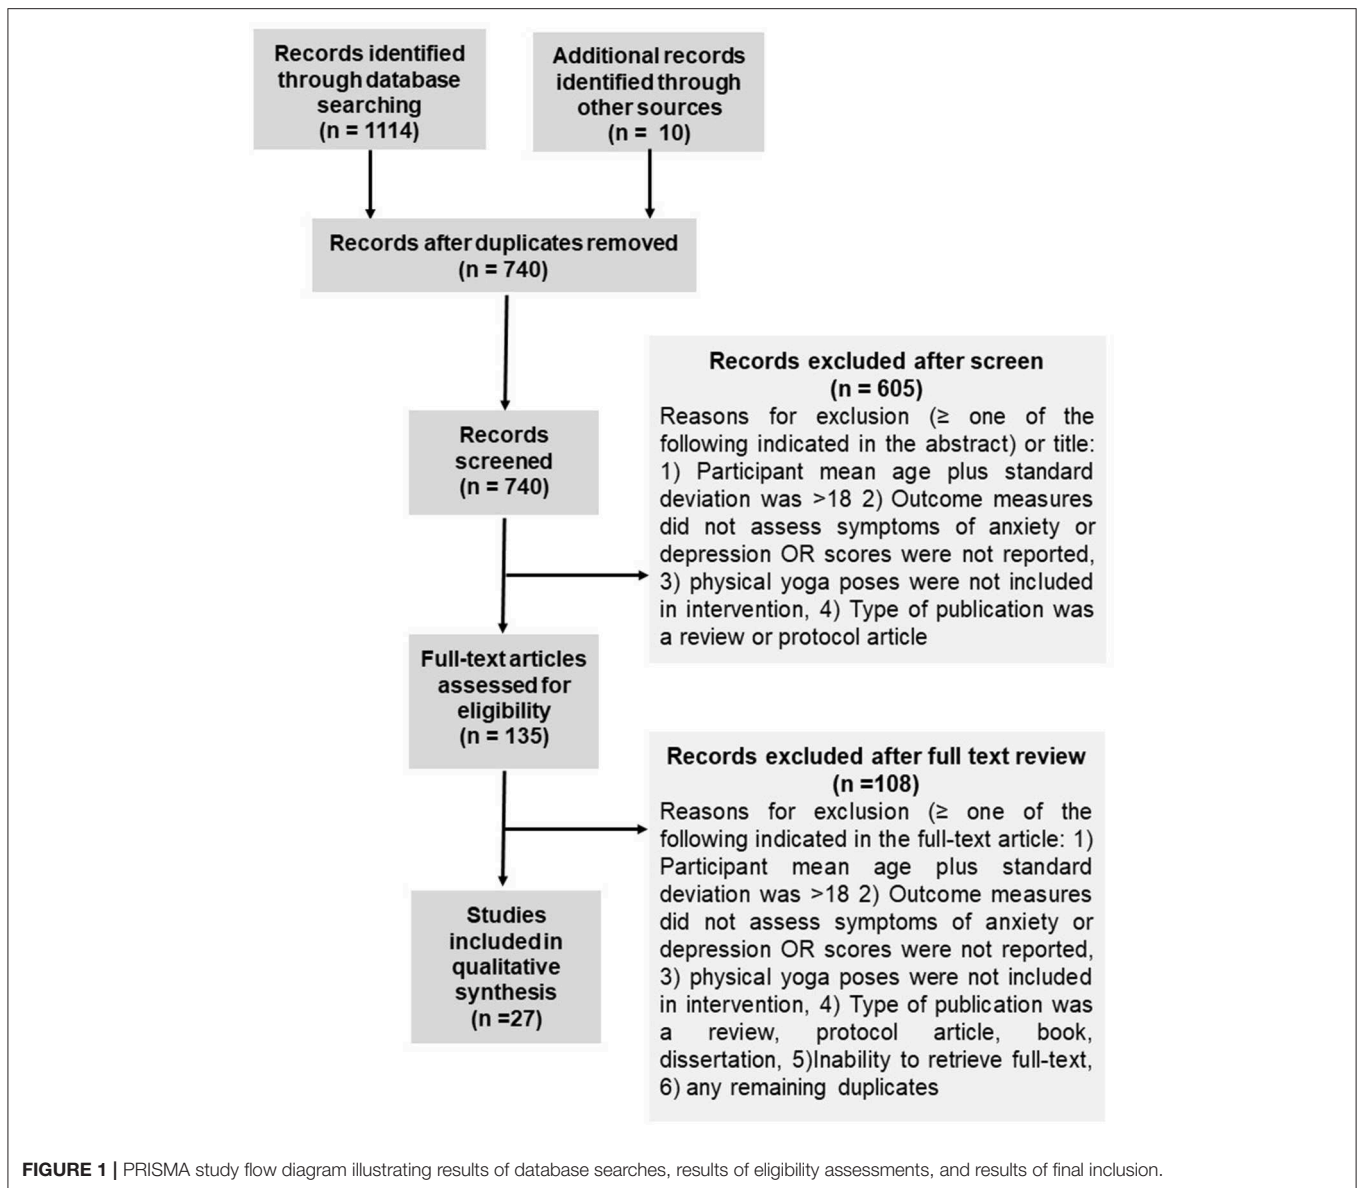 Records identified
through database
searching
(n = 1114)
Additional records
identified through
other sources
(n = 10)
Records after duplicates removed
(n = 740)
Records
screened
(n = 740)
Records excluded after screen
(n = 605)
Reasons for exclusion (≥ one of the
following indicated in the abstract) or title:
1) Participant mean age plus standard
deviation was >18 2) Outcome measures
did not assess symptoms of anxiety or
depression OR scores were not reported,
3) physical yoga poses were not included
in intervention, 4) Type of publication was
a review or protocol article
Full-text articles
assessed for
eligibility
(n = 135)
Records excluded after full text review
(n =108)
Reasons for exclusion (≥ one of the
following indicated in the full-text article: 1)
Participant mean age plus standard
deviation was >18 2) Outcome measures
did not assess symptoms of anxiety or
depression OR scores were not reported,
3) physical yoga poses were not included
in intervention, 4) Type of publication was
a review, protocol article, book,
dissertation, 5)Inability to retrieve full-text,
6) any remaining duplicates
Studies
included in
qualitative
synthesis
(n =27)
FIGURE 1 | PRISMA study flow diagram illustrating results of database searches, results of eligibility assessments, and results of final inclusion.